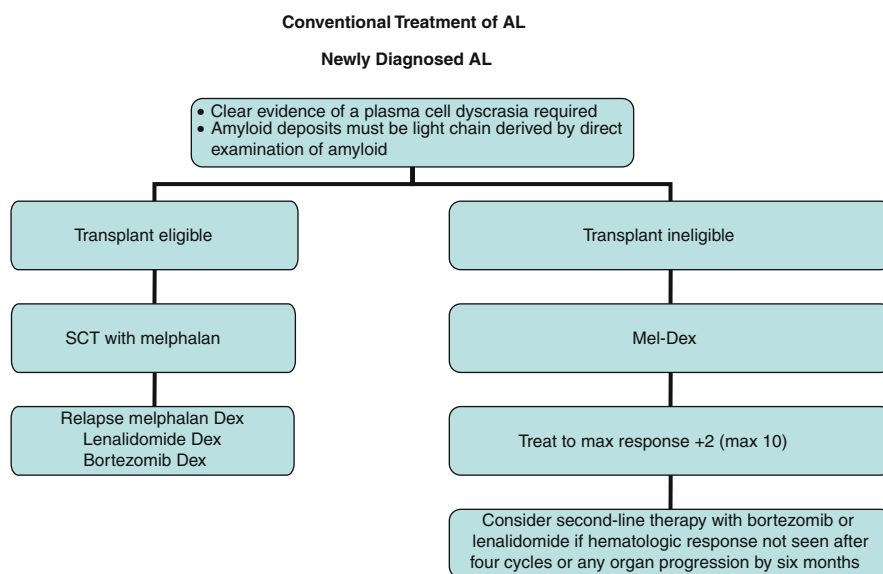 Conventional Treatment of AL
Newly Diagnosed AL
• Clear evidence of a plasma cell dyscrasia required
• Amyloid deposits must be light chain derived by direct
examination of amyloid
Transplant eligible
Transplant ineligible
SCT with melphalan
Mel-Dex
Relapse melphalan Dex
Lenalidomide Dex
Bortezomib Dex
Treat to max response +2 (max 10)
Consider second-line therapy with bortezomib or
lenalidomide if hematologic response not seen after
four cycles or any organ progression by six months